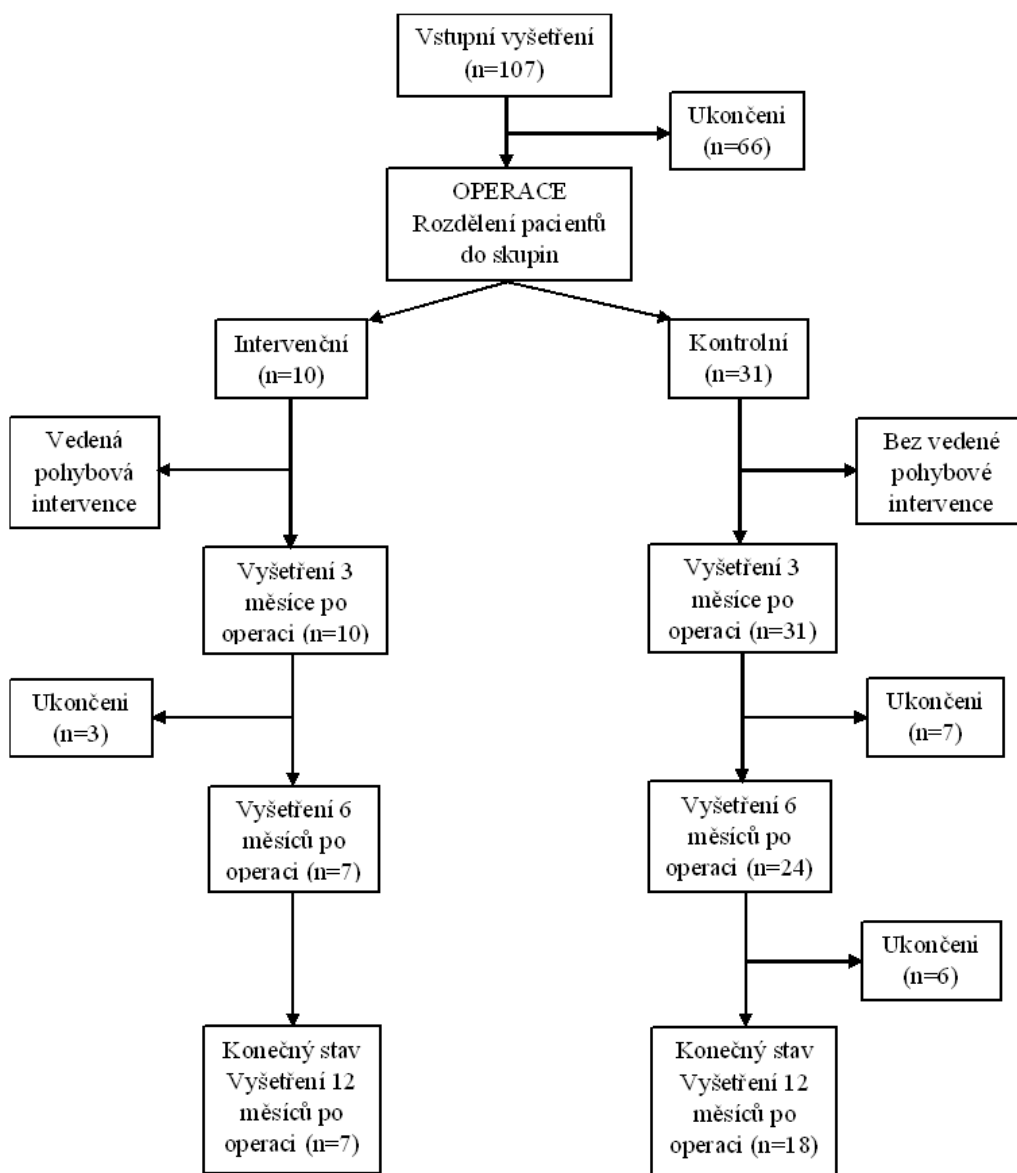 Vstupní vyšetření
(n=107)
Ukončeni
(n=66)
OPERACE
Rozdělení pacientů
do skupin
Intervenční
(n=10)
Kontrolní
(n=31)
Vedená
pohybová
intervence
Bez vedené
pohybové
intervence
Vyšetření 3
měsíce po
operaci (n=10)
Vyšetření 3
měsíce po
operaci (n=31)
Ukončeni
(n=3)
Ukončeni
(n=7)
Vyšetření 6
měsíců po
operaci (n=7)
Vyšetření 6
měsíců po
operaci (n=24)
Ukončeni
(n=6)
Konečný stav
Vyšetření 12
měsíců po
operaci (n=7)
Konečný stav
Vyšetření 12
měsíců po
operaci (n=18)